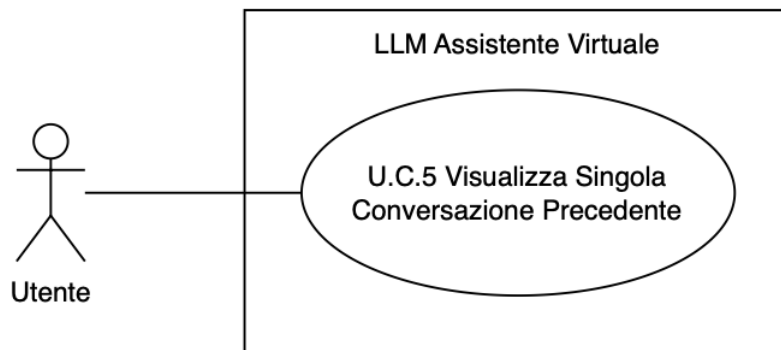 LLM Assistente Virtuale
U.C.5 Visualizza Singola
Conversazione Precedente
Utente